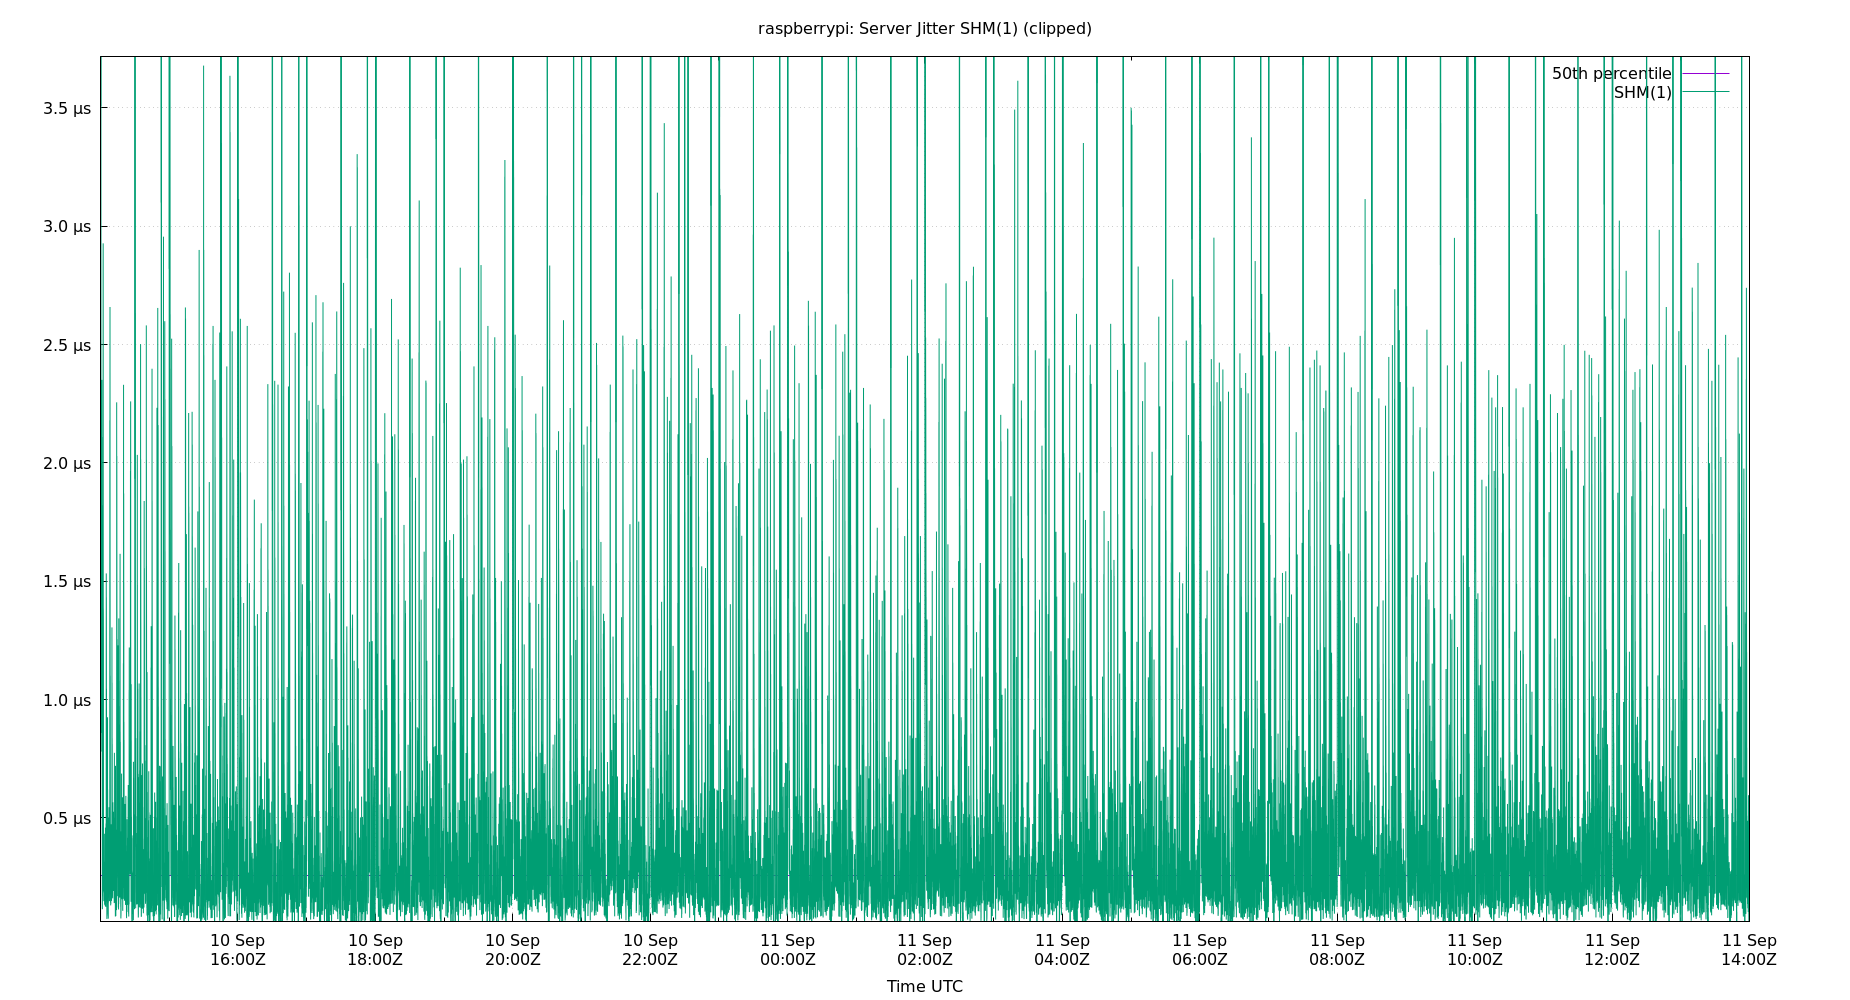 raspberrypi: Server Jitter SHM(1) (clipped)
50th percentile
SHM(1)
3.5 µs
3.0 µs
2.5 µs
2.0 µs
1.5 µs
1.0 µs
0.5 µs
10 Sep 10 Sep 10 Sep 10 Sep 11 Sep 11 Sep 11 Sep 11 Sep 11 Sep 11 Sep 11 Sep 11 Sep
16:00Z 18:00Z 20:00Z 22:00Z 00:00Z 02:00Z 04:00Z 06:00Z 08:00Z 10:00Z 12:00Z 14:00Z
Time UTC